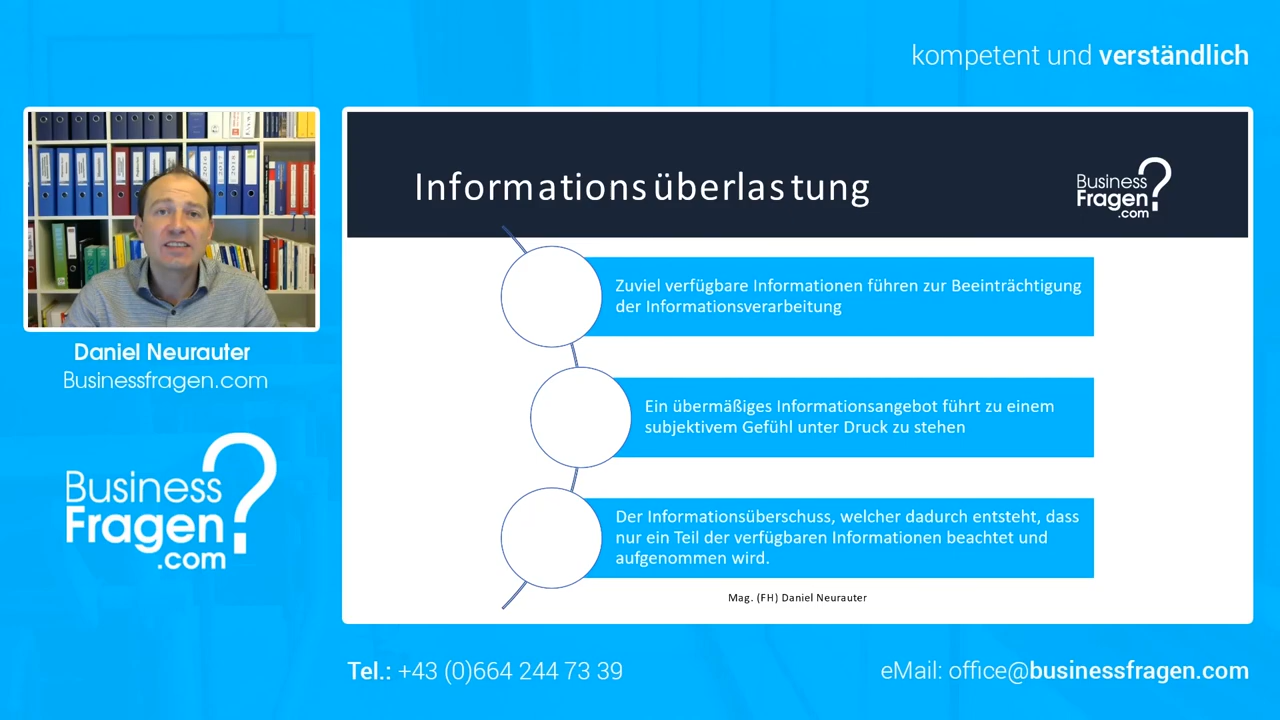 kompetent und verständlich
Informationsüberlastung
Business
Fragen
.com
?
Zuviel verfügbare Informationen führen zur Beeinträchtigung
der Informationsverarbeitung
Ein übermäßiges Informationsangebot führt zu einem
subjektivem Gefühl unter Druck zu stehen
Der Informationsüberschuss, welcher dadurch entsteht, dass
nur ein Teil der verfügbaren Informationen beachtet und
aufgenommen wird.
Mag. (FH) Daniel Neurauter
Daniel Neurauter
Businessfragen.com
Business
Fragen
.com
?
Tel.: +43 (0)664 244 73 39
eMail: office@businessfragen.com